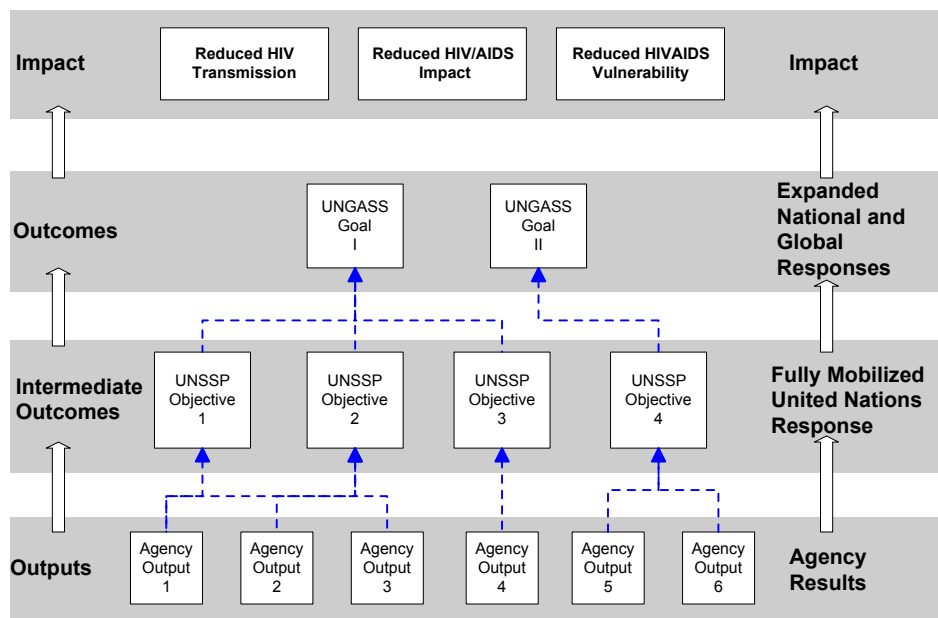 Impact
Reduced HIV
Transmission
Reduced HIV/AIDS
Impact
Reduced HIVAIDS
Vulnerability
Impact
Outcomes
UNGASS
Goal
I
UNGASS
Goal
II
Expanded
National and
Global
Responses
Intermediate
Outcomes
UNSSP
Objective
1
UNSSP
Objective
2
UNSSP
Objective
3
UNSSP
Objective
4
Fully Mobilized
United Nations
Response
Outputs
Agency
Output
1
Agency
Output
2
Agency
Output
3
Agency
Output
4
Agency
Output
5
Agency
Output
6
Agency
Results